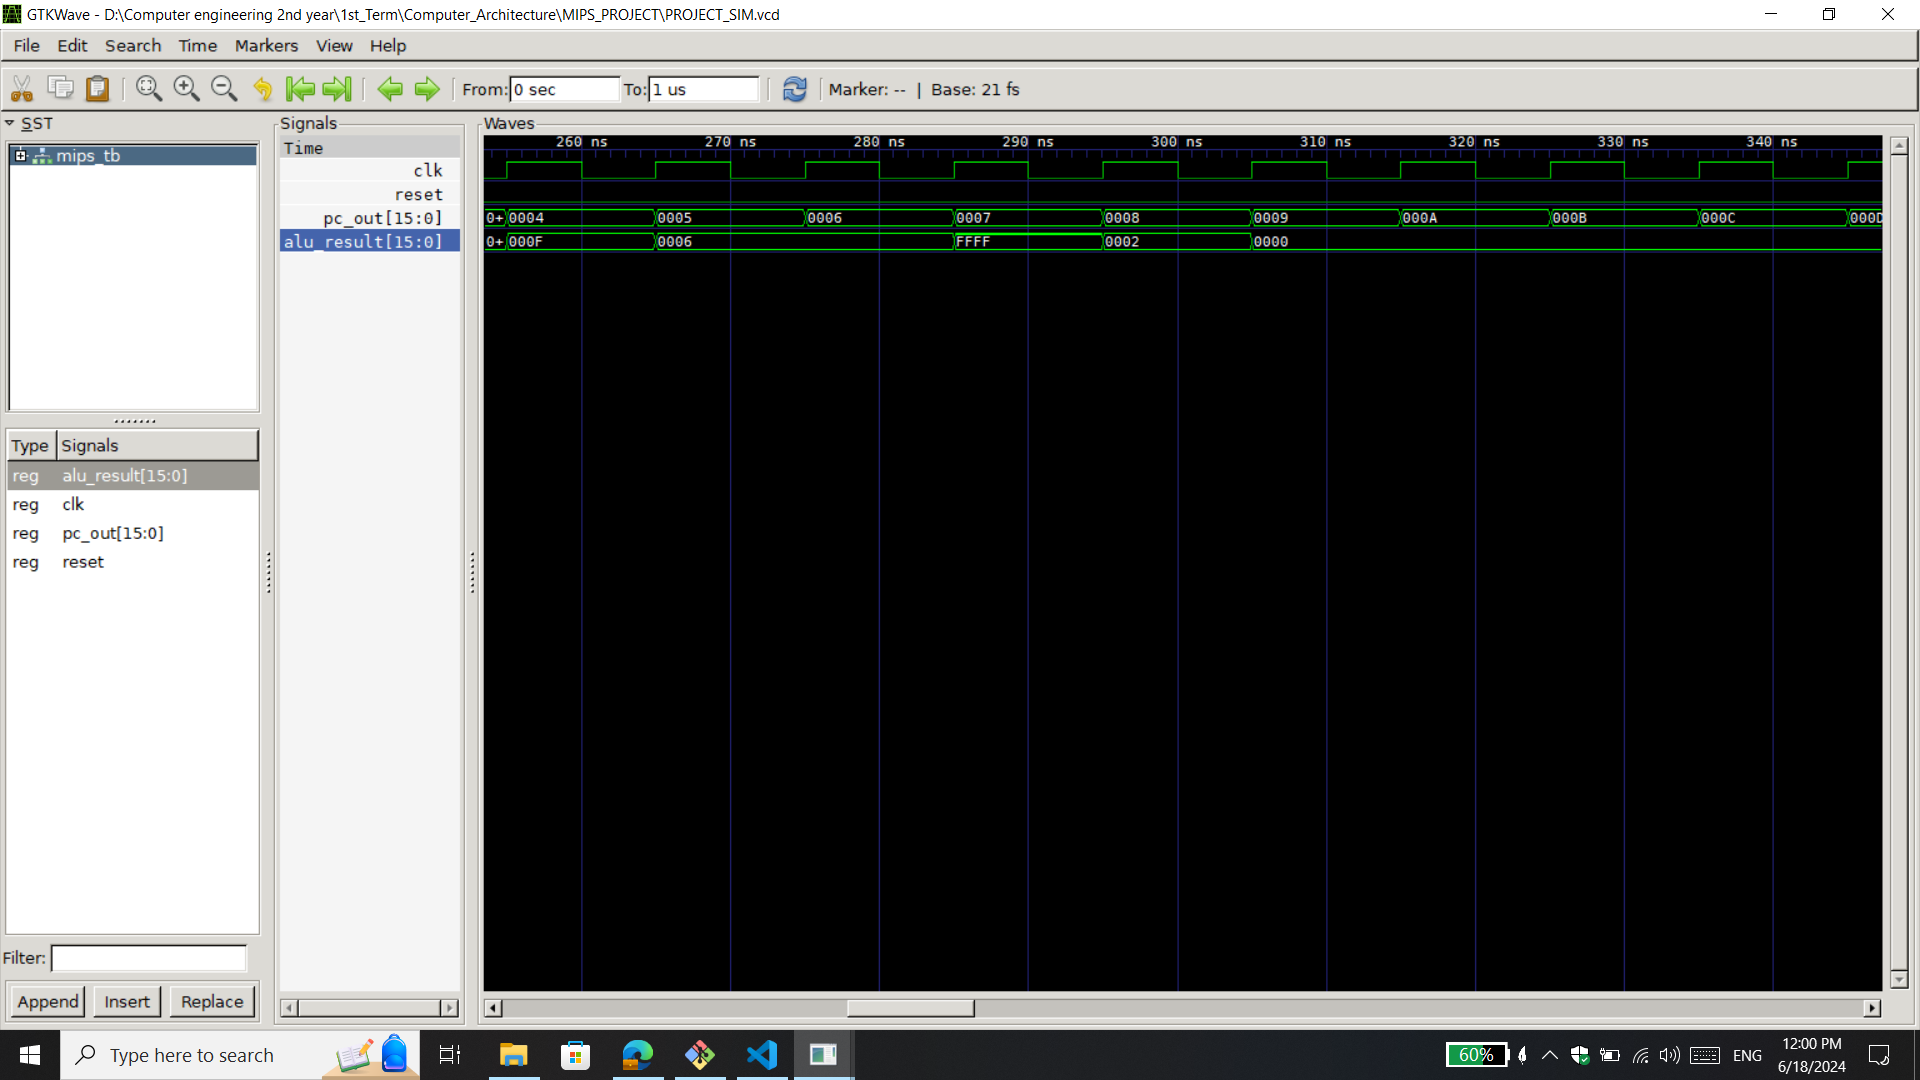 GTKWave - D:\Computer engineering 2nd year\1st_Term\Computer_Architecture\MIPS_PROJECT\PROJECT_SIM.vcd
File Edit Search Time Markers View Help
From: 0 sec To: 1 us Marker: -- | Base: 21 fs
SST
mips_tb
Type Signals
reg alu_result[15:0]
reg clk
reg pc_out[15:0]
reg reset
Filter:
Append Insert Replace
Signals
Time
clk
reset
pc_out[15:0]
alu_result[15:0]
Waves
260 ns 270 ns 280 ns 290 ns 300 ns 310 ns 320 ns 330 ns 340 ns
0+ 0004 0005 0006 0007 0008 0009 000A 000B 000C 000D
0+ 000F 0006 FFFF 0002 0000
Type here to search
60%
ENG
12:00 PM
6/18/2024